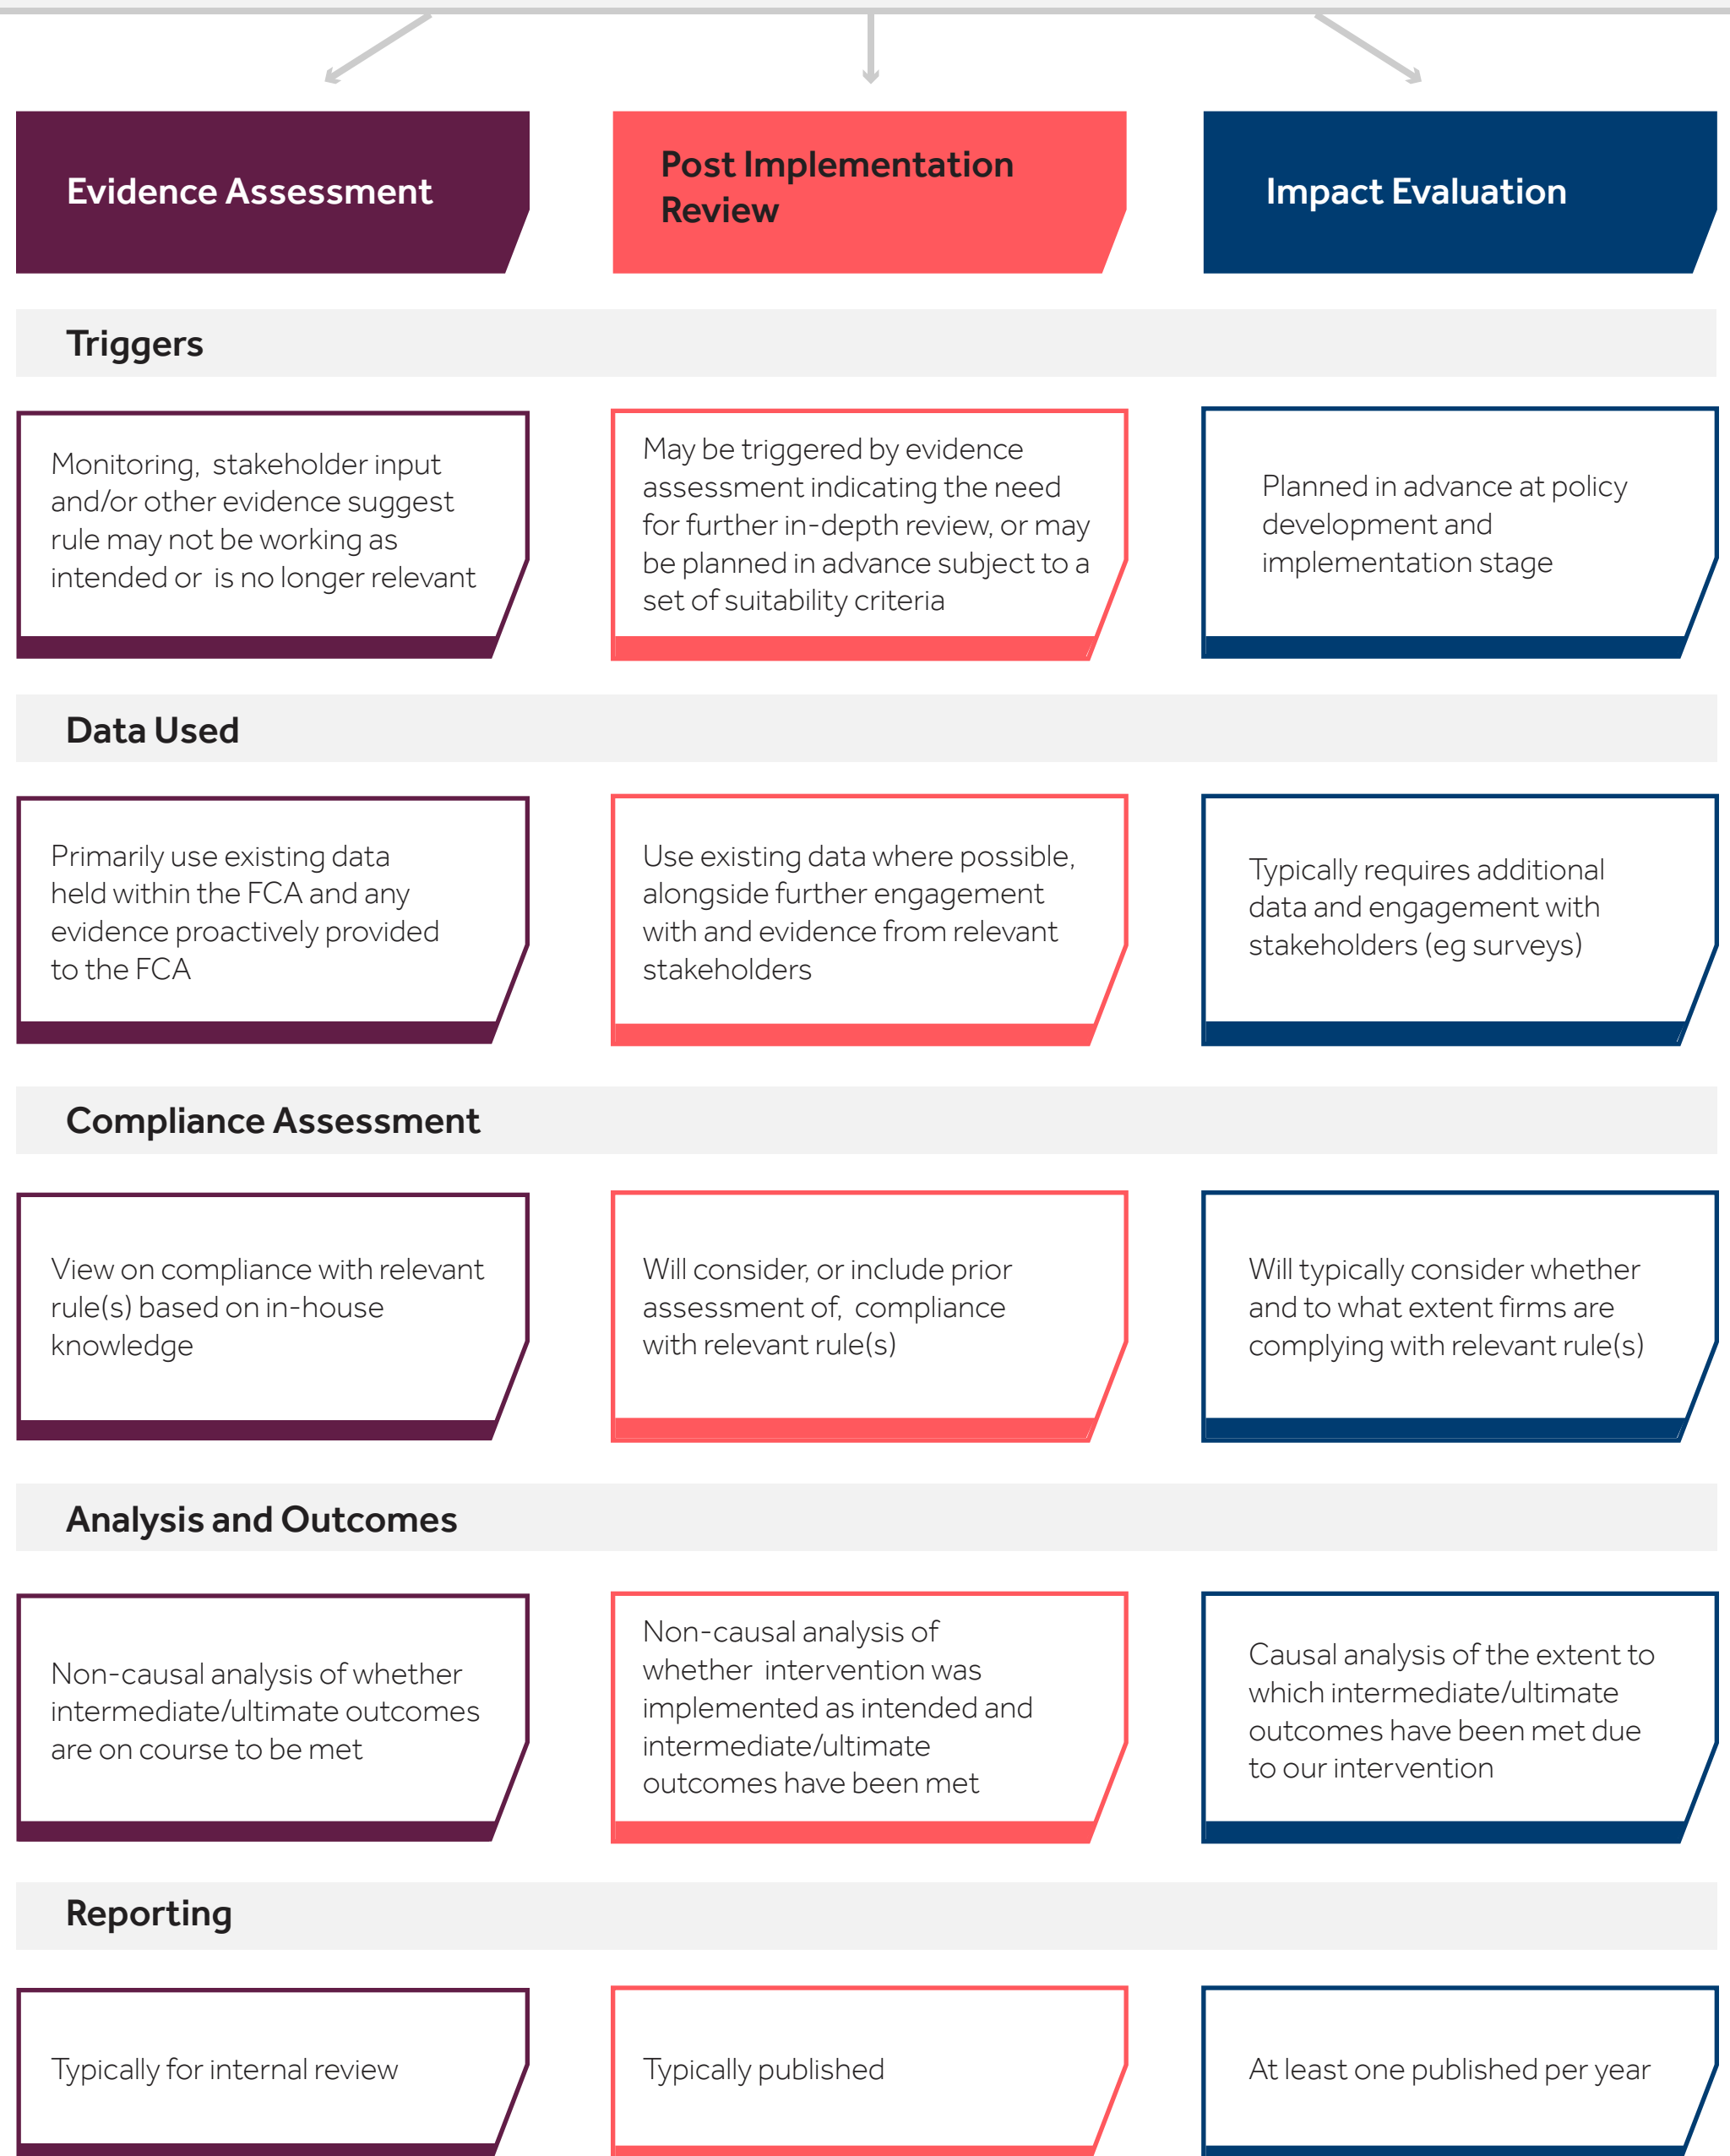 Evidence Assessment
Post Implementation
Review
Impact Evaluation
Triggers
Monitoring, stakeholder input
and/or other evidence suggest
rule may not be working as
intended or is no longer relevant
May be triggered by evidence
assessment indicating the need
for further in-depth review, or may
be planned in advance subject to a
set of suitability criteria
Planned in advance at policy
development and
implementation stage
Data Used
Primarily use existing data
held within the FCA and any
evidence proactively provided
to the FCA
Use existing data where possible,
alongside further engagement
with and evidence from relevant
stakeholders
Typically requires additional
data and engagement with
stakeholders (eg surveys)
Compliance Assessment
View on compliance with relevant
rule(s) based on in-house
knowledge
Will consider, or include prior
assessment of, compliance
with relevant rule(s)
Will typically consider whether
and to what extent firms are
complying with relevant rule(s)
Analysis and Outcomes
Non-causal analysis of whether
intermediate/ultimate outcomes
are on course to be met
Non-causal analysis of
whether intervention was
implemented as intended and
intermediate/ultimate
outcomes have been met
Causal analysis of the extent to
which intermediate/ultimate
outcomes have been met due
to our intervention
Reporting
Typically for internal review
Typically published
At least one published per year